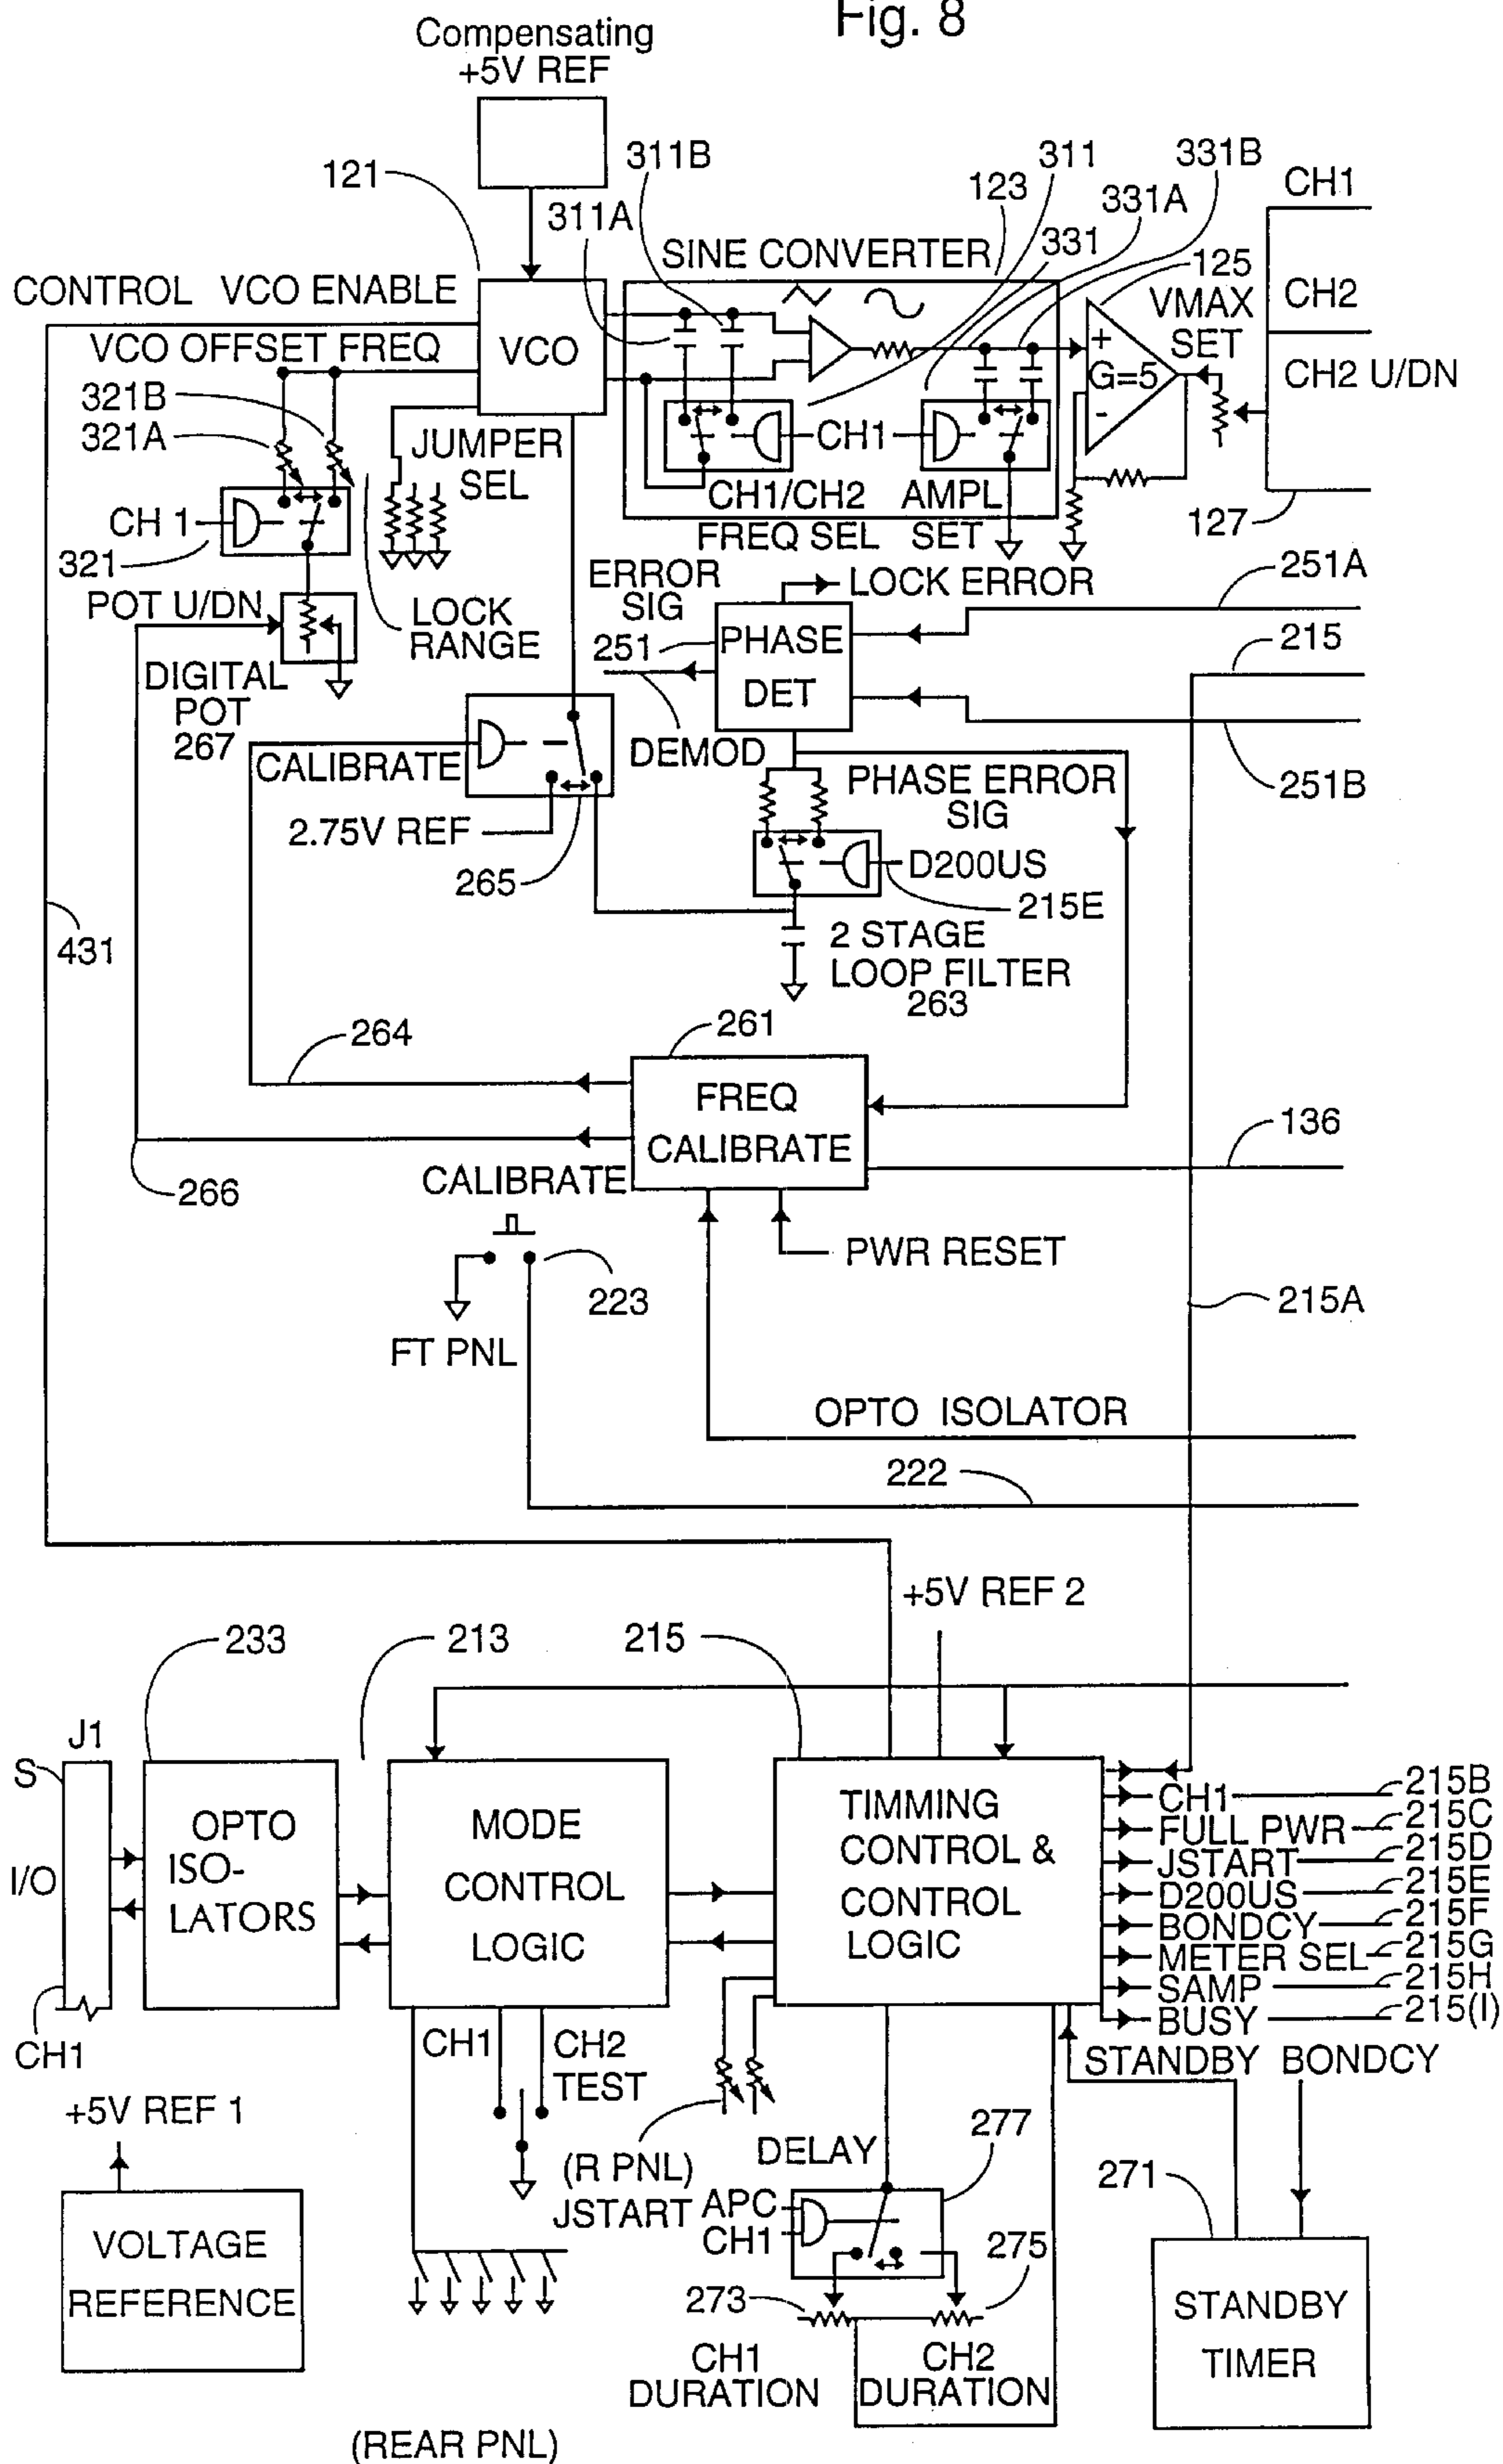 Fig. 8
Compensating
+5V REF
121
311B
311
331B
123
331A
CH1
311A
SINE CONVERTER
331
125
CONTROL VCO ENABLE
VMAX
SET
CH2
VCO OFFSET FREQ
VCO
+
G=5
-
CH2 U/DN
321B
321A
JUMPER
SEL
CH1
CH 1
CH1/CH2
FREQ SEL
AMPL
SET
127
321
ERROR
SIG
LOCK ERROR
251A
POT U/DN
LOCK
RANGE
251
PHASE
DET
215
DIGITAL
POT
267
DEMOD
CALIBRATE
PHASE ERROR
SIG
251B
2.75V REF
D200US
265
215E
431
2 STAGE
LOOP FILTER
263
264
261
FREQ
CALIBRATE
136
266
CALIBRATE
PWR RESET
223
215A
FT PNL
OPTO ISOLATOR
222
+5V REF 2
233
213
215
J1
S
I/O
CH1
OPTO
ISO-
LATORS
MODE
CONTROL
LOGIC
TIMMING
CONTROL &
CONTROL
LOGIC
CH1
215B
FULL PWR
215C
JSTART
215D
D200US
215E
BONDCY
215F
METER SEL
215G
SAMP
215H
BUSY
215(I)
CH1
CH2
TEST
STANDBY
BONDCY
+5V REF 1
(R PNL)
JSTART
DELAY
277
271
APC
CH1
VOLTAGE
REFERENCE
273
275
STANDBY
TIMER
CH1
DURATION
CH2
DURATION
(REAR PNL)